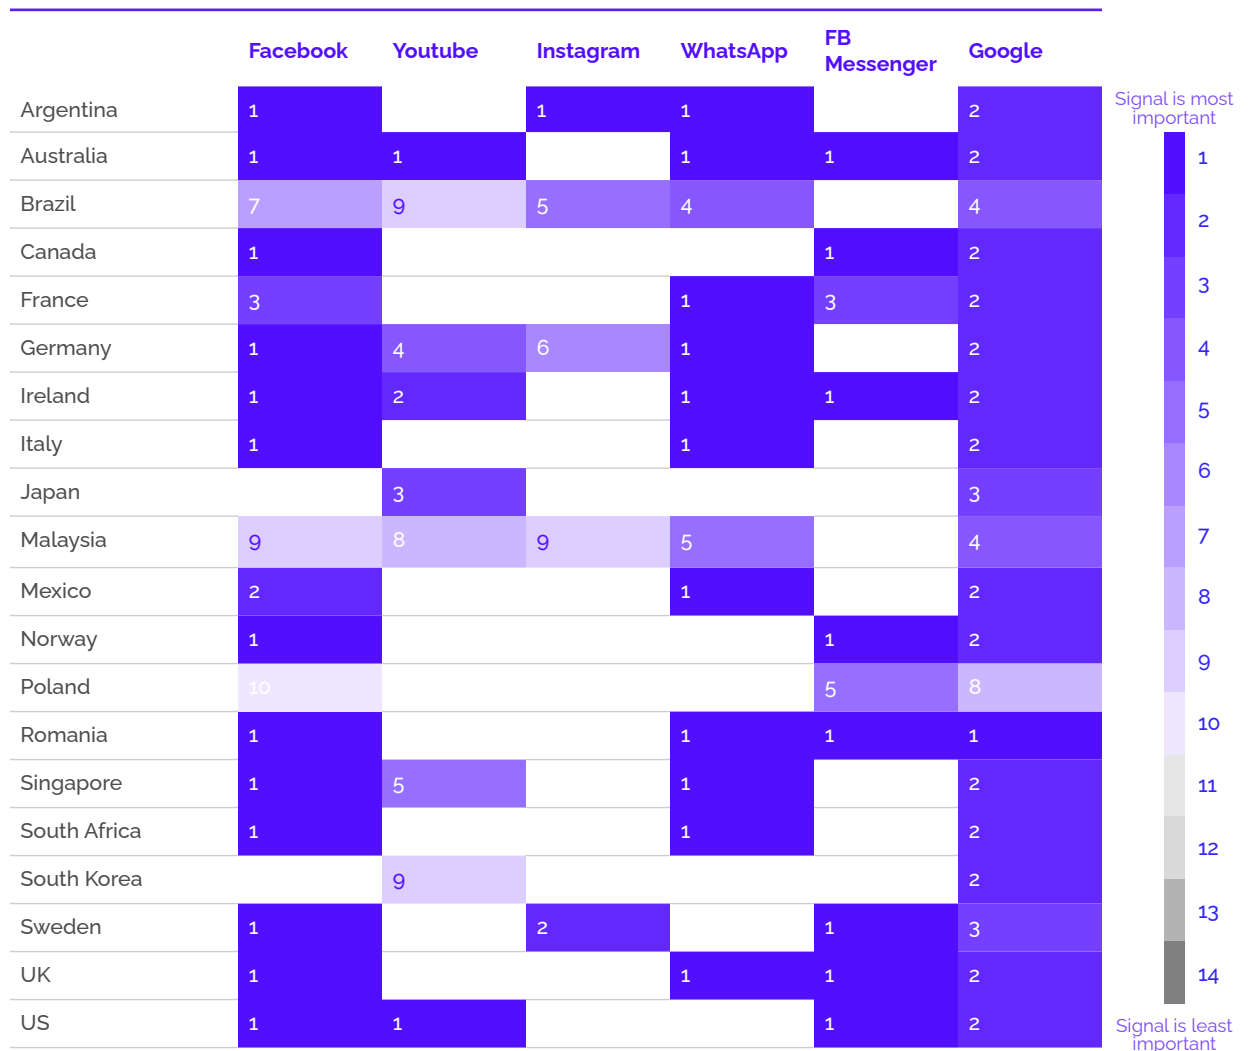 Facebook Youtube Instagram WhatsApp FB Messenger Google
Signal is most important
Argentina 1 1 1 2
Australia 1 1 1 1 2
Brazil 7 9 5 4 4
Canada 1 1 2
France 3 1 3 2
Germany 1 4 6 1 2
Ireland 1 2 1 1 2
Italy 1 1 2
Japan 3 3
Malaysia 9 8 9 5 4
Mexico 2 1 2
Norway 1 1 2
Poland 10 5 8
Romania 1 1 1 1
Singapore 1 5 1 2
South Africa 1 1 2
South Korea 9 2
Sweden 1 2 1 3
UK 1 1 1 2
US 1 1 1 2
1
2
3
4
5
6
7
8
9
10
11
12
13
14
Signal is least
important